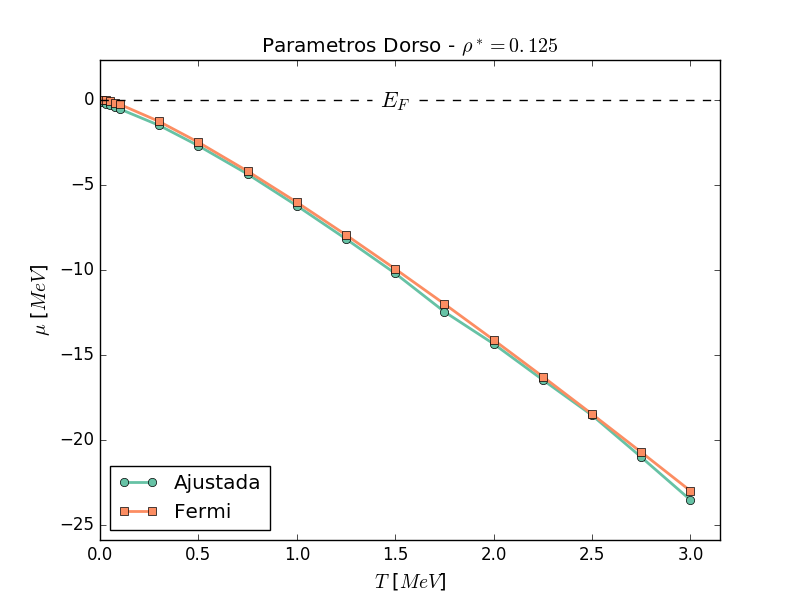 Parametros Dorso - ρ* = 0.125
0
−5
−10
−15
−20
−25
E_F
μ [MeV]
Ajustada
Fermi
0.0 0.5 1.0 1.5 2.0 2.5 3.0
T [MeV]